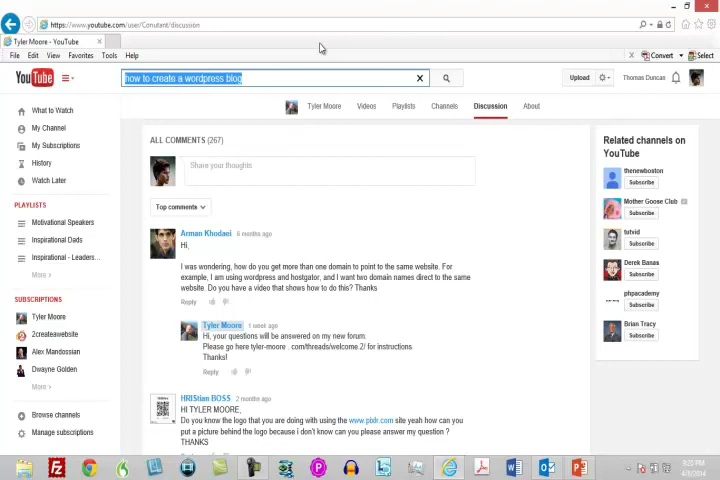 https://www.youtube.com/user/Conutant/discussion
Tyler Moore - YouTube
File Edit View Favorites Tools Help
Convert Select
YouTube
how to create a wordpress blog
Upload
Thomas Duncan
Tyler Moore Videos Playlists Channels Discussion About
What to Watch
My Channel
My Subscriptions
History
Watch Later
PLAYLISTS
Motivational Speakers
Inspirational Dads
Inspirational - Leaders...
More ›
SUBSCRIPTIONS
Tyler Moore
2createawebsite
Alex Mandossian
Dwayne Golden
More ›
Browse channels
Manage subscriptions
ALL COMMENTS (267)
Share your thoughts
Top comments
Arman Khodaei 6 months ago
Hi,
I was wondering, how do you get more than one domain to point to the same website. For
example, I am using wordpress and hostgator, and I want two domain names direct to the same
website. Do you have a video that shows how to do this? Thanks
Reply
Tyler Moore 1 week ago
Hi, your questions will be answered on my new forum.
Please go here tyler-moore . com/threads/welcome.2/ for instructions.
Thanks!
Reply
HRIStian BOSS 2 months ago
HI TYLER MOORE,
Do you know the logo that you are doing with using the www.pixlr.com site yeah how can you
put a picture behind the logo because i don't know can you please answer my question ?
THANKS
Related channels on
YouTube
thenewboston
Subscribe
Mother Goose Club
Subscribe
tutvid
Subscribe
Derek Banas
Subscribe
phpacademy
Subscribe
Brian Tracy
Subscribe
4/8/2014